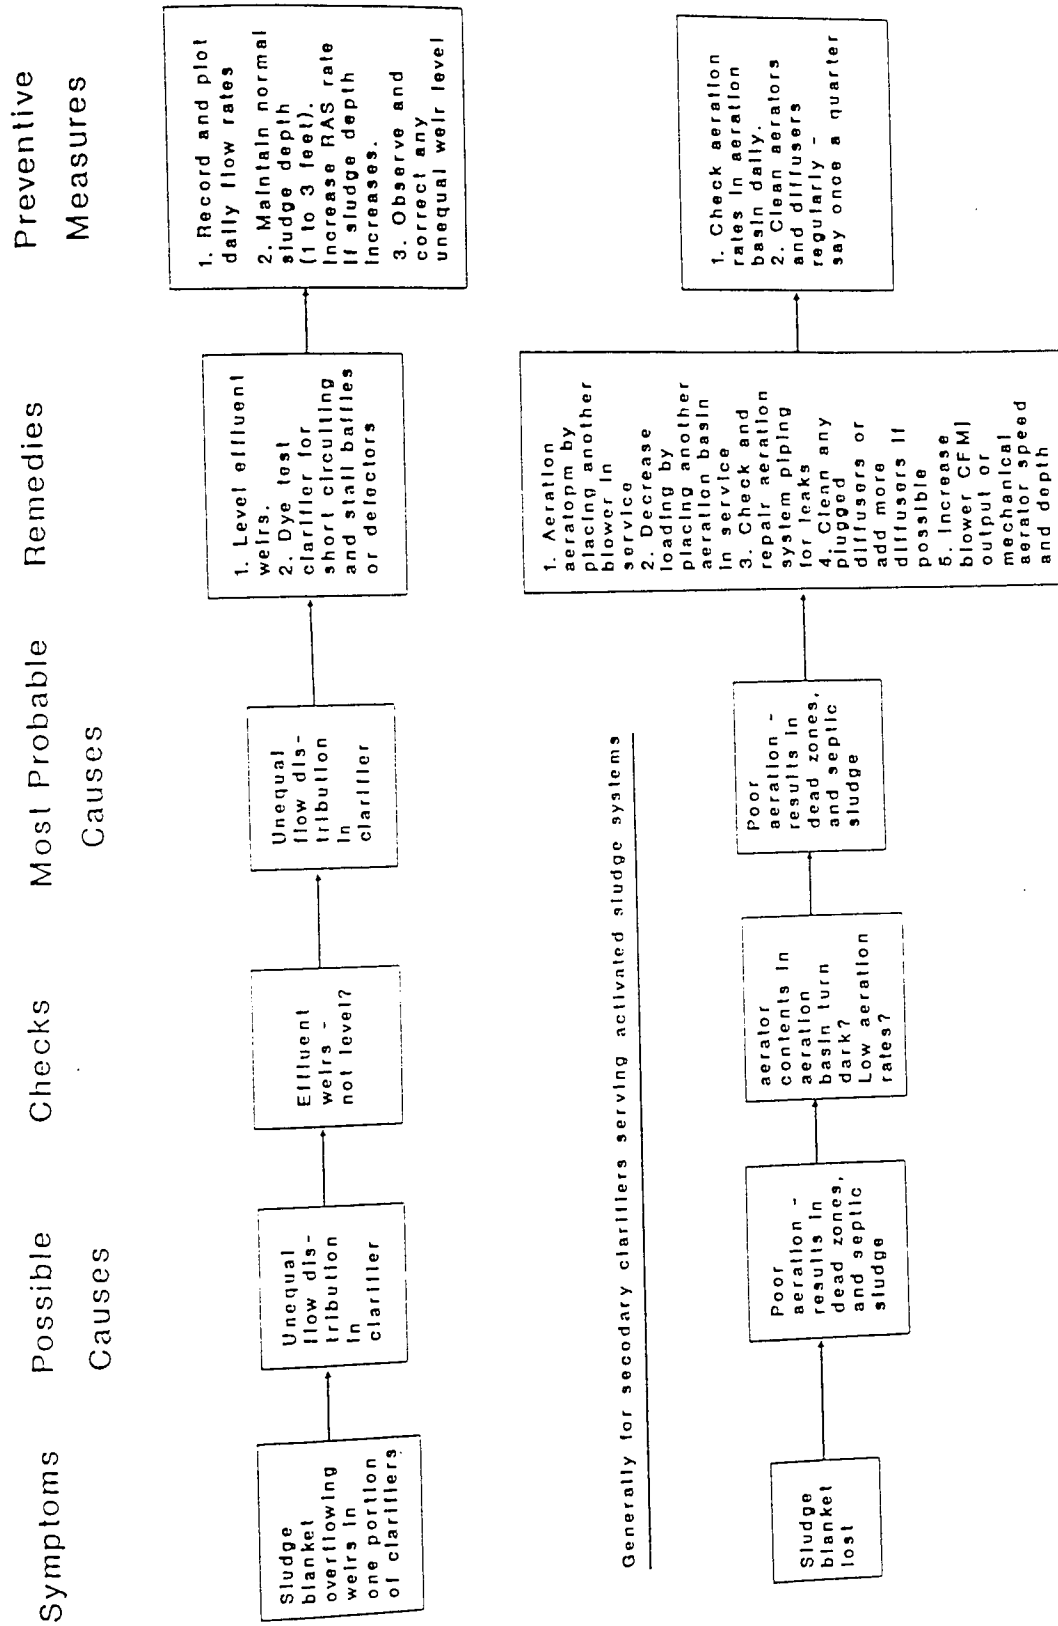 Symptoms
Possible
Causes
Checks
Most Probable
Causes
Remedies
Preventive
Measures
Sludge
blanket
overflowing
weirs in
one portion
of clarifiers
Unequal
flow dis-
tribution
in
clarifier
Effluent
weirs -
not level?
Unequal
flow dis-
tribution
in
clarifier
1. Level effluent
weirs.
2. Dye test
clarifier for
short circuiting
and stall baffles
or defectors
1. Record and plot
daily flow rates
2. Maintain normal
sludge depth
(1 to 3 feet).
Increase RAS rate
if sludge depth
increases.
3. Observe and
correct any
unequal weir level
Generally for secodary clarifiers serving activated sludge systems
Sludge
blanket
lost
Poor
aeration -
results in
dead zones,
and septic
sludge
aerator
contents in
aeration
basin turn
dark?
Low aeration
rates?
Poor
aeration -
results in
dead zones,
and septic
sludge
1. Aeration
aeratopm by
placing another
blower in
service
2. Decrease
loading by
placing another
aeration basin
in service
3. Check and
repair aeration
system piping
for leaks
4. Clean any
plugged
diffusers or
add more
diffusers if
possible
5. Increase
blower CFM]
output or
mechanical
aerator speed
and depth
1. Check aeration
rates in aeration
basin daily.
2. Clean aerators
and diffusers
regularly -
say once a quarter